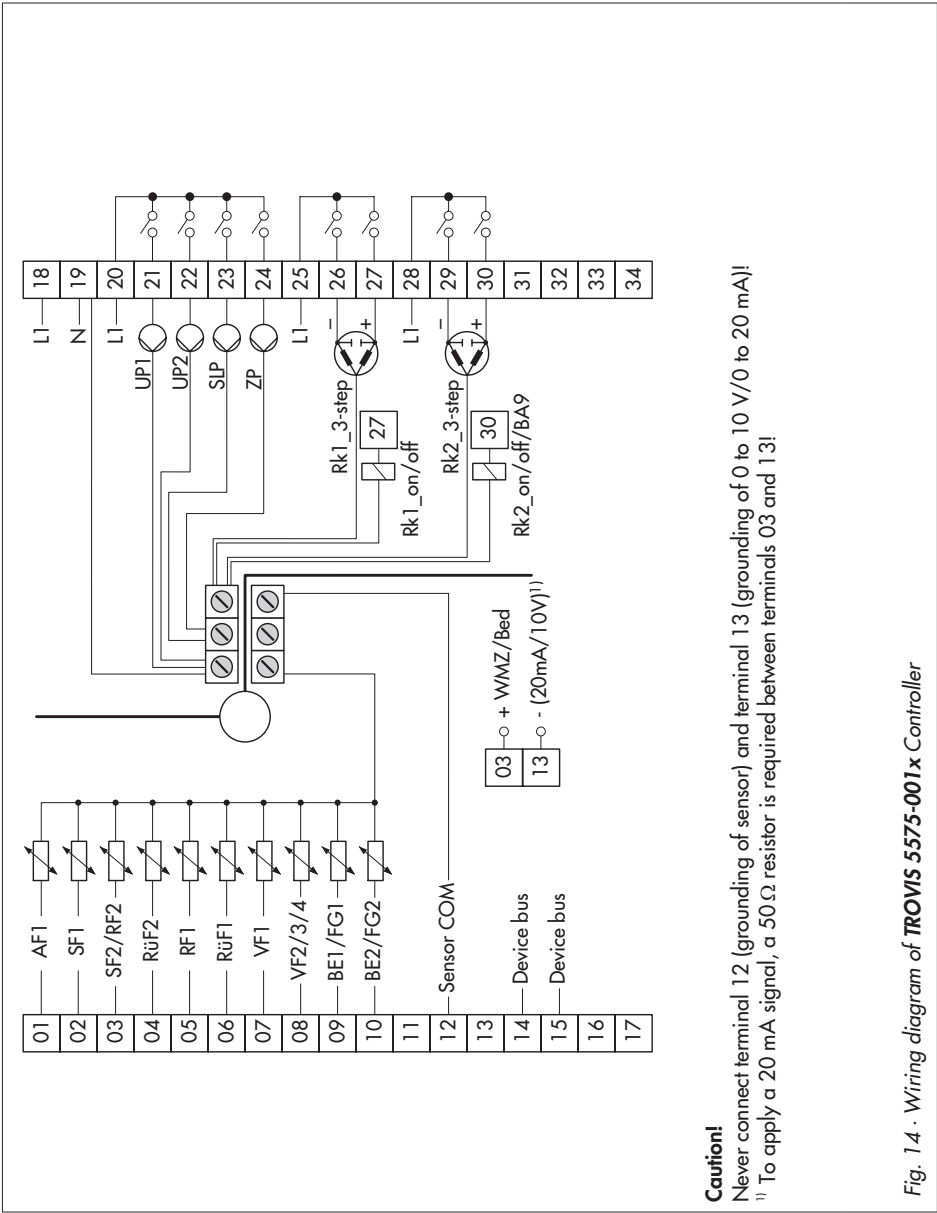 18 L1
19 N
20 L1
21 UP1
22 UP2
23 SLP
24 ZP
25 L1
26 –
27 +
Rk1_3-step
27
Rk1_on/off
28 L1
29 –
30 +
Rk2_3-step
30
Rk2_on/off/BA9
31
32
33
34
03 + WMZ/Bed
13 - (20mA/10V)¹⁾
01 AF1
02 SF1
03 SF2/RF2
04 RüF2
05 RF1
06 RüF1
07 VF1
08 VF2/3/4
09 BE1/FG1
10 BE2/FG2
11
12 Sensor COM
13
14 Device bus
15 Device bus
16
17
Caution!
Never connect terminal 12 (grounding of sensor) and terminal 13 (grounding of 0 to 10 V/0 to 20 mA)!
¹⁾ To apply a 20 mA signal, a 50 Ω resistor is required between terminals 03 and 13!
Fig. 14 · Wiring diagram of TROVIS 5575-001x Controller